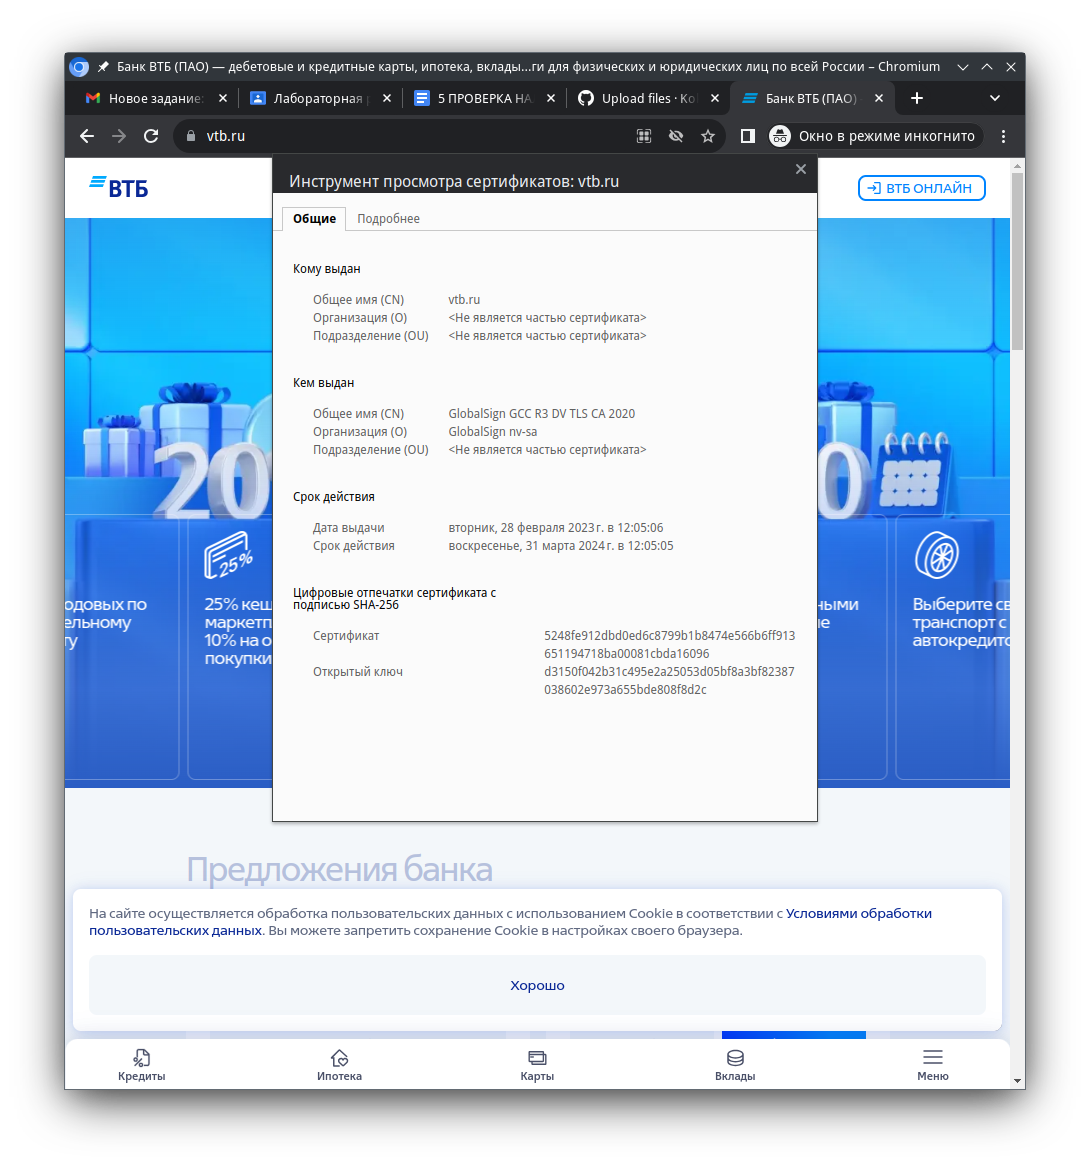 Банк ВТБ (ПАО) — дебетовые и кредитные карты, ипотека, вклады...ги для физических и юридических лиц по всей России – Chromium
Новое задание:
Лабораторная
5 ПРОВЕРКА НА
Upload files · Ko
Банк ВТБ (ПАО)
vtb.ru
Окно в режиме инкогнито
ВТБ
ВТБ ОНЛАЙН
Инструмент просмотра сертификатов: vtb.ru
Общие
Подробнее
Кому выдан
Общее имя (CN) vtb.ru
Организация (O) <Не является частью сертификата>
Подразделение (OU) <Не является частью сертификата>
Кем выдан
Общее имя (CN) GlobalSign GCC R3 DV TLS CA 2020
Организация (O) GlobalSign nv-sa
Подразделение (OU) <Не является частью сертификата>
Срок действия
Дата выдачи вторник, 28 февраля 2023 г. в 12:05:06
Срок действия воскресенье, 31 марта 2024 г. в 12:05:05
Цифровые отпечатки сертификата с
подписью SHA-256
Сертификат 5248fe912dbd0ed6c8799b1b8474e566b6ff913
651194718ba00081cbda16096
Открытый ключ d3150f042b31c495e2a25053d05bf8a3bf82387
038602e973a655bde808f8d2c
20
0
одовых по
ельному
ту
25%
25% кеш
маркетп
10% на о
покупки
ными
е
Выберите св
транспорт с
автокредито
Предложения банка
На сайте осуществляется обработка пользовательских данных с использованием Cookie в соответствии с Условиями обработки
пользовательских данных. Вы можете запретить сохранение Cookie в настройках своего браузера.
Хорошо
Кредиты
Ипотека
Карты
Вклады
Меню